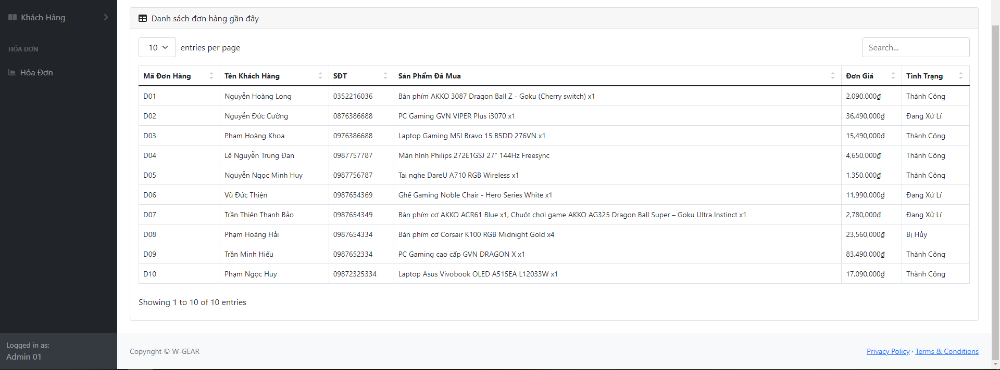 Khách Hàng
HÓA ĐƠN
Hóa Đơn
Logged in as:
Admin 01
Danh sách đơn hàng gần đây
10 entries per page
Search...
Mã Đơn Hàng Tên Khách Hàng SĐT Sản Phẩm Đã Mua Đơn Giá Tình Trạng
D01 Nguyễn Hoàng Long 0352216036 Bàn phím AKKO 3087 Dragon Ball Z - Goku (Cherry switch) x1 2.090.000₫ Thành Công
D02 Nguyễn Đức Cường 0876386688 PC Gaming GVN VIPER Plus i3070 x1 36,490,000₫ Đang Xử Lí
D03 Phạm Hoàng Khoa 0976386688 Laptop Gaming MSI Bravo 15 B5DD 276VN x1 15,490,000₫ Thành Công
D04 Lê Nguyễn Trung Đan 0987757787 Màn hình Philips 272E1GSJ 27" 144Hz Freesync 4,650,000₫ Thành Công
D05 Nguyễn Ngọc Minh Huy 0987756787 Tai nghe DareU A710 RGB Wireless x1 1,350,000₫ Thành Công
D06 Vũ Đức Thiện 0987654369 Ghế Gaming Noble Chair - Hero Series White x1 11,990,000₫ Đang Xử Lí
D07 Trần Thiện Thanh Bảo 0987654349 Bàn phím cơ AKKO ACR61 Blue x1, Chuột chơi game AKKO AG325 Dragon Ball Super – Goku Ultra Instinct x1 2,780,000₫ Đang Xử Lí
D08 Phạm Hoàng Hải 0987654334 Bàn phím cơ Corsair K100 RGB Midnight Gold x4 23,560,000₫ Bị Hủy
D09 Trần Minh Hiếu 0987652334 PC Gaming cao cấp GVN DRAGON X x1 83,490,000₫ Thành Công
D10 Phạm Ngọc Huy 09872325334 Laptop Asus Vivobook OLED A515EA L12033W x1 17,090,000₫ Thành Công
Showing 1 to 10 of 10 entries
Copyright © W-GEAR
Privacy Policy · Terms & Conditions